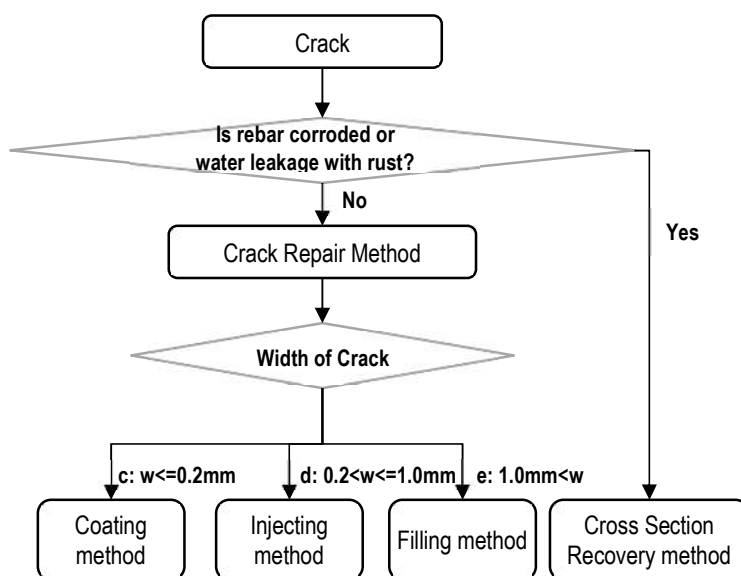 Crack
Is rebar corroded or
water leakage with rust?
No
Yes
Crack Repair Method
Width of Crack
c: w<=0.2mm
d: 0.2<w<=1.0mm
e: 1.0mm<w
Coating
method
Injecting
method
Filling method
Cross Section
Recovery method